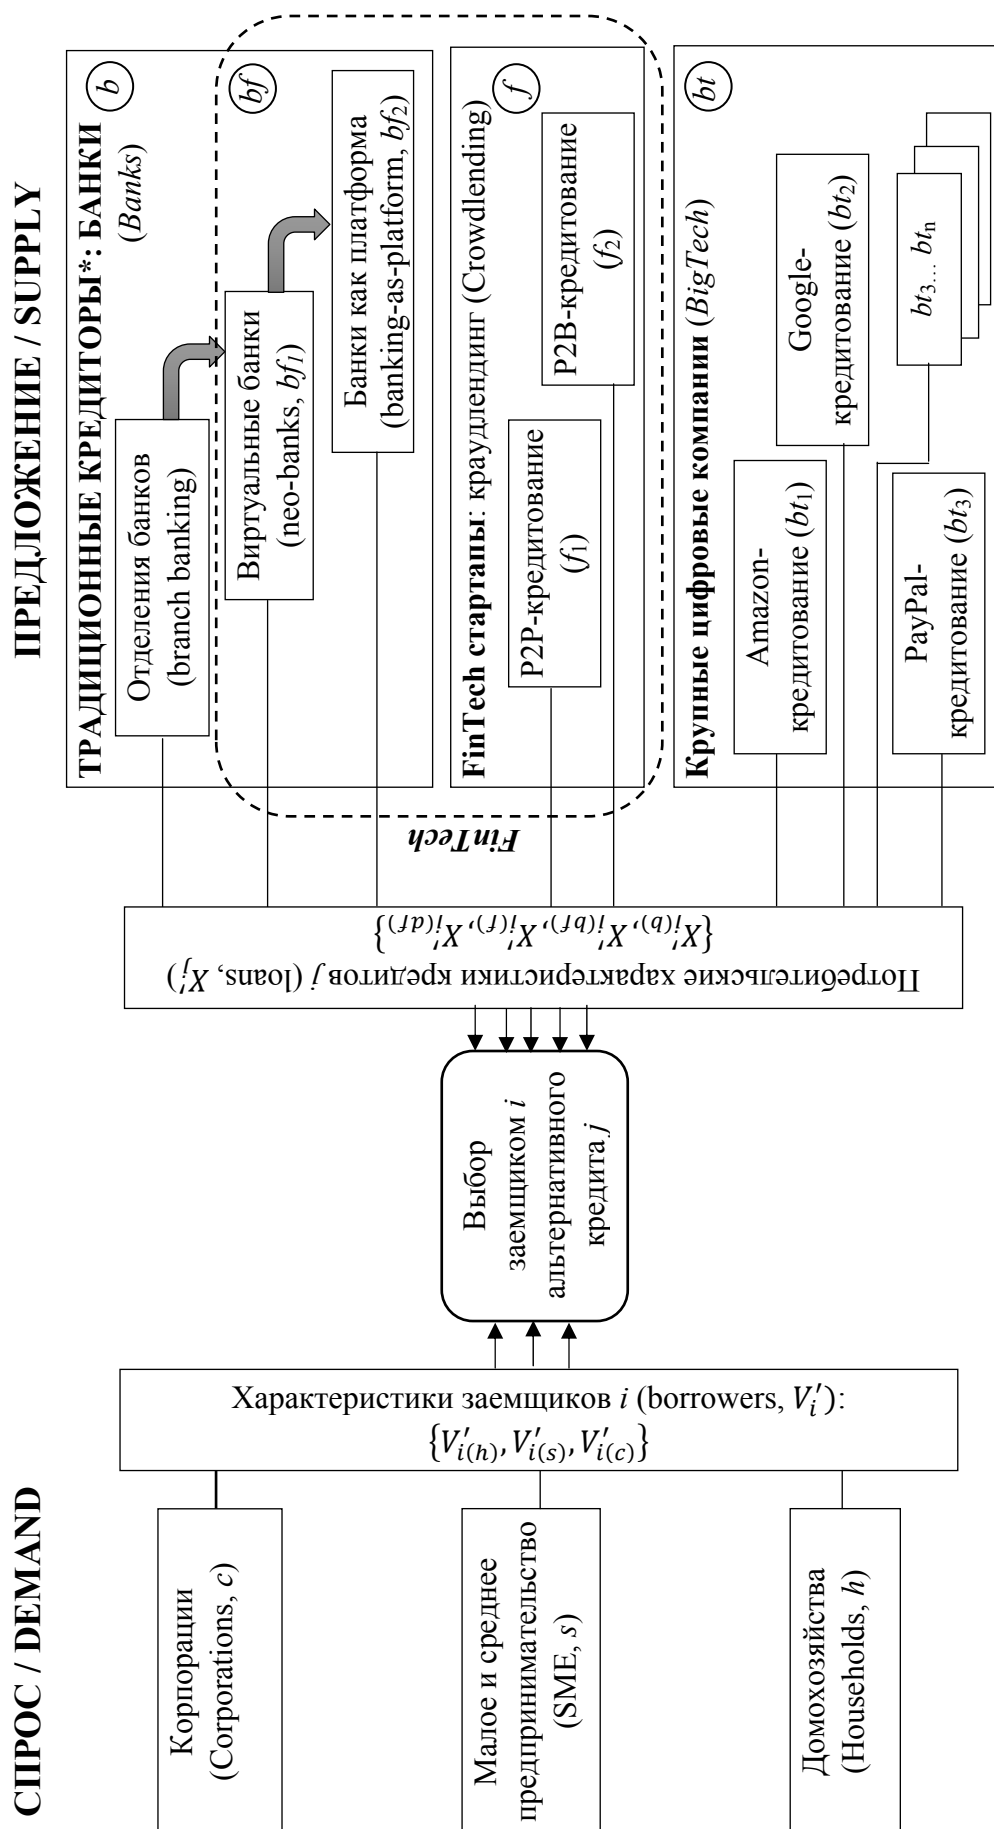 СПРОС / DEMAND
Корпорации
(Corporations, c)
Малое и среднее
предпринимательство
(SME, s)
Домохозяйства
(Households, h)
Характеристики заемщиков i (borrowers, V′i):
{V′i(h), V′i(s), V′i(c)}
Выбор
заемщиком i
альтернативного
кредита j
Потребительские характеристики кредитов j (loans, X′j)
{X′i(b), X′i(bf), X′i(f), X′i(df)}
ПРЕДЛОЖЕНИЕ / SUPPLY
ТРАДИЦИОННЫЕ КРЕДИТОРЫ*: БАНКИ
(Banks)
b
Отделения банков
(branch banking)
FinTech
bf
Виртуальные банки
(neo-banks, bf1)
Банки как платформа
(banking-as-platform, bf2)
FinTech стартапы: краудлендинг (Crowdlending)
f
P2P-кредитование
(f1)
P2B-кредитование
(f2)
Крупные цифровые компании (BigTech)
bt
Amazon-
кредитование (bt1)
Google-
кредитование (bt2)
PayPal-
кредитование (bt3)
bt3… btn